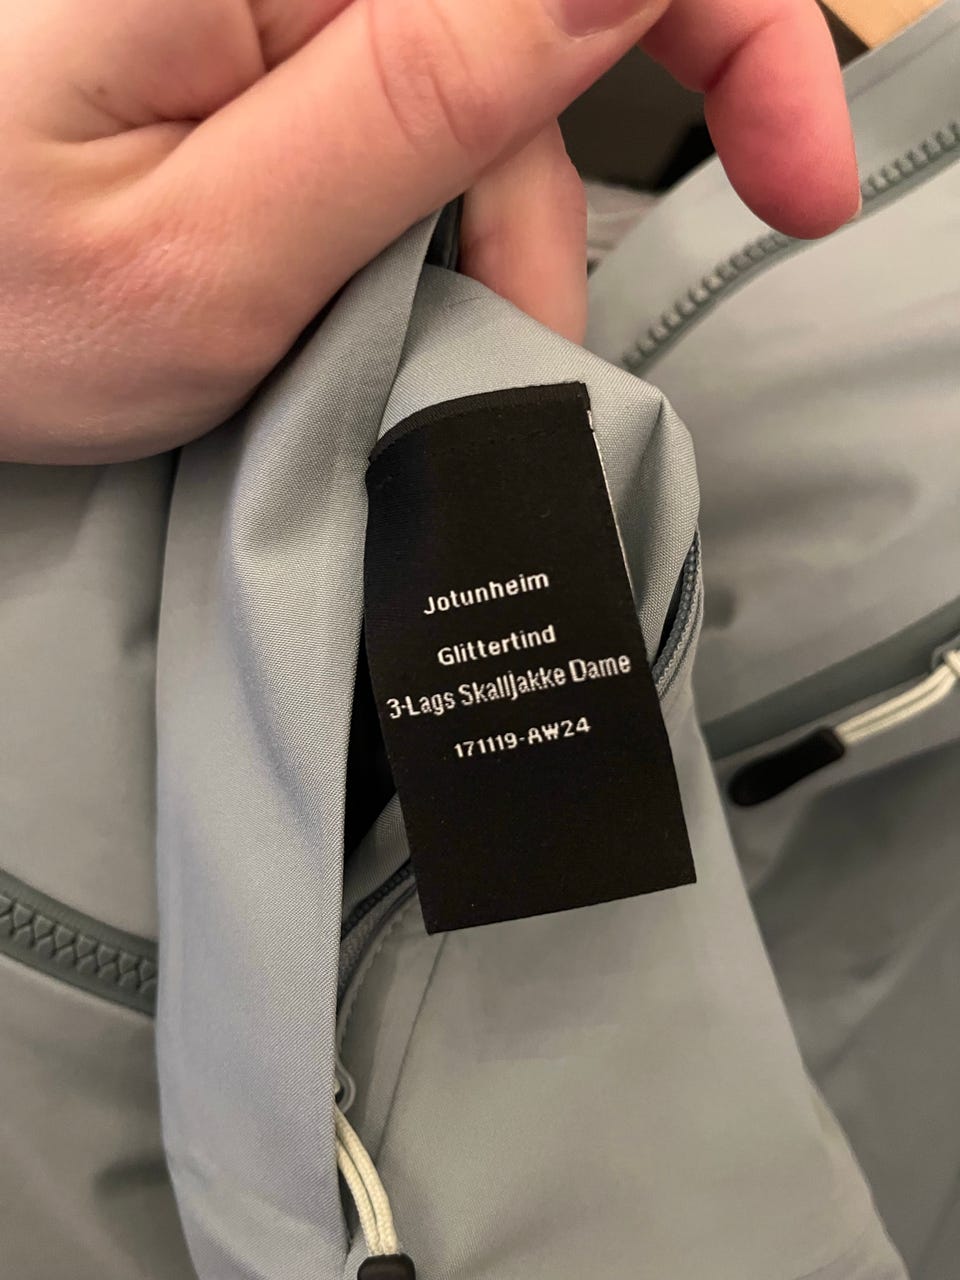 Jotunheim
Glittertind
3-Lags Skalljakke Dame
171119-AW24